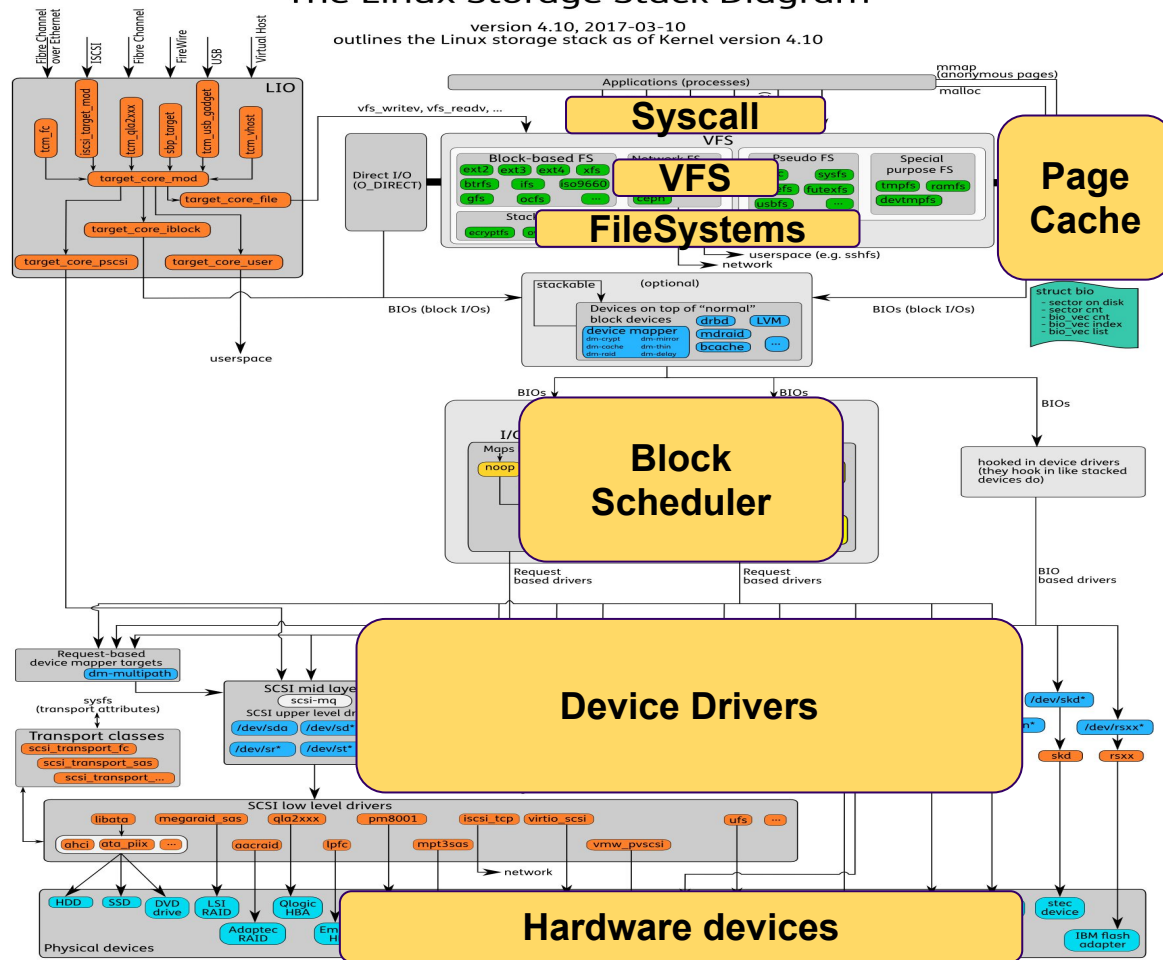 The Linux Storage Stack Diagram
version 4.10, 2017-03-10
outlines the Linux storage stack as of Kernel version 4.10
Fibre Channel
over Ethernet
ISCSI
Fibre Channel
FireWire
USB
Virtual Host
LIO
tcm_fc
iscsi_target_mod
tcm_qla2xxx
sbp_target
tcm_usb_gadget
tcm_vhost
target_core_mod
target_core_file
target_core_iblock
target_core_pscsi
target_core_user
userspace
vfs_writev, vfs_readv, ...
Applications (processes)
mmap
(anonymous pages)
malloc
Syscall
VFS
Direct I/O
(O_DIRECT)
Block-based FS
ext2 ext3 ext4 xfs
btrfs ifs iso9660
gfs ocfs ...
Network FS
ceph
VFS
Pseudo FS
sysfs
futexfs
usbfs ...
Special
purpose FS
tmpfs ramfs
devtmpfs
Page
Cache
ecryptfs
FileSystems
userspace (e.g. sshfs)
network
struct bio
- sector on disk
- sector cnt
- bio_vec cnt
- bio_vec index
- bio_vec list
BIOs (block I/Os)
BIOs (block I/Os)
stackable
(optional)
Devices on top of “normal”
block devices
drbd LVM
device mapper
mdraid
dm-crypt dm-mirror
dm-cache dm-thin
dm-raid dm-delay
bcache
...
BIOs
BIOs
BIOs
Maps
noop
Block
Scheduler
hooked in device drivers
(they hook in like stacked
devices do)
Request
based drivers
Request
based drivers
BIO
based drivers
Request-based
device mapper targets
dm-multipath
sysfs
(transport attributes)
Transport classes
scsi_transport_fc
scsi_transport_sas
scsi_transport_...
SCSI mid
scsi-mq
SCSI upper level
/dev/sda /dev/sd*
/dev/sr* /dev/st*
Device Drivers
/dev/skd*
/dev/rsxx*
skd
rsxx
SCSI low level drivers
libata
megaraid_sas
qla2xxx
pm8001
iscsi_tcp
virtio_scsi
ufs
...
ahci ata_piix ...
aacraid
lpfc
mpt3sas
vmw_pvscsi
network
HDD
SSD
DVD
drive
LSI
RAID
Qlogic
HBA
Adaptec
RAID
stec
device
IBM flash
adapter
Physical devices
Hardware devices